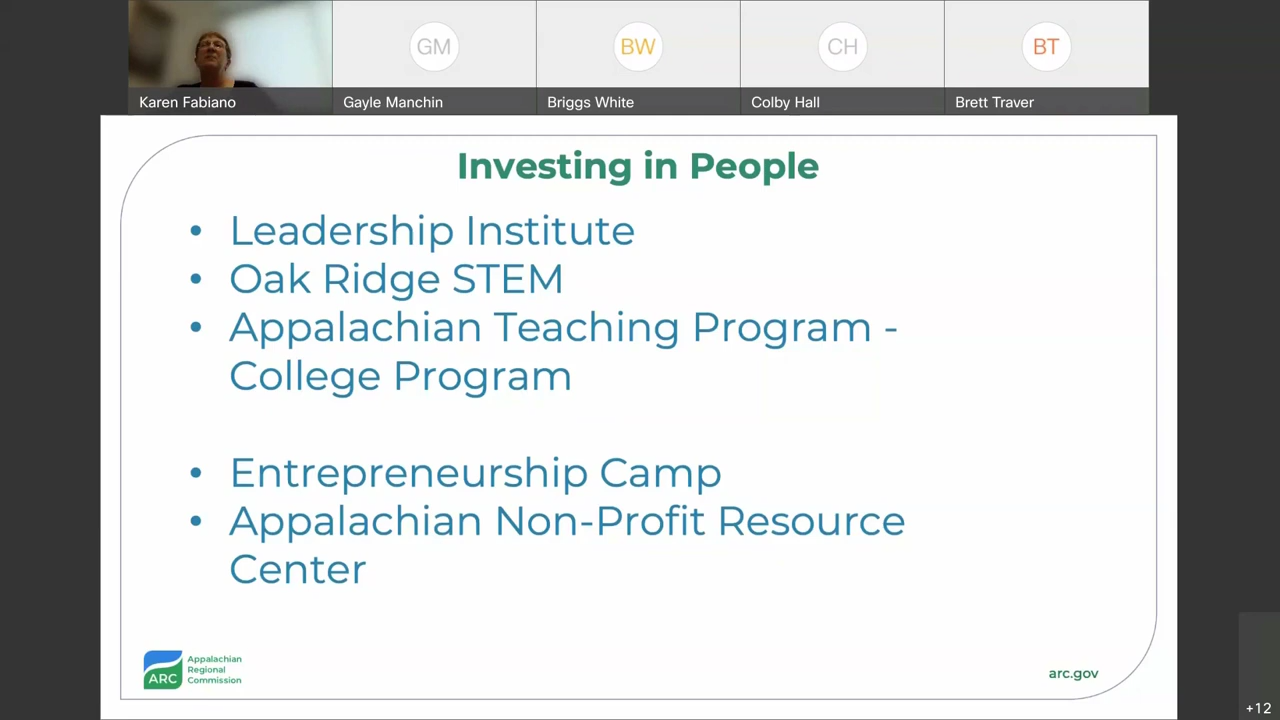 GM
BW
CH
BT
Karen Fabiano
Gayle Manchin
Briggs White
Colby Hall
Brett Traver
Investing in People
• Leadership Institute
• Oak Ridge STEM
• Appalachian Teaching Program -
College Program
• Entrepreneurship Camp
• Appalachian Non-Profit Resource
Center
ARC
Appalachian
Regional
Commission
arc.gov
+12